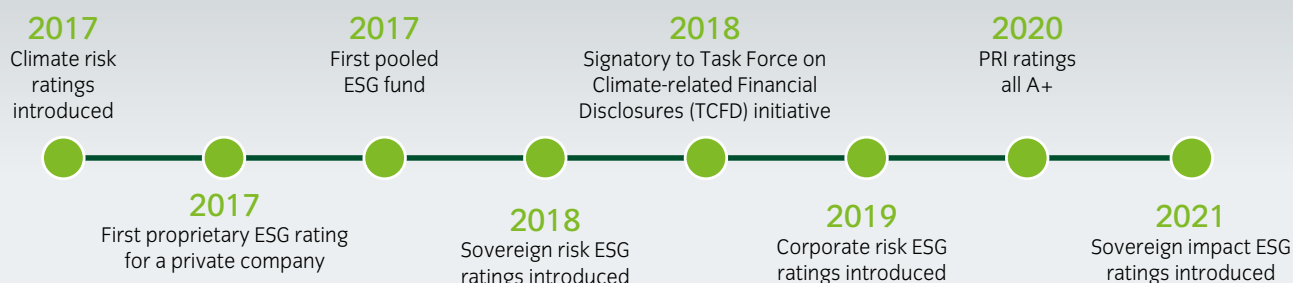 2017
Climate risk
ratings
introduced
2017
First proprietary ESG rating
for a private company
2017
First pooled
ESG fund
2018
Sovereign risk ESG
ratings introduced
2018
Signatory to Task Force on
Climate-related Financial
Disclosures (TCFD) initiative
2019
Corporate risk ESG
ratings introduced
2020
PRI ratings
all A+
2021
Sovereign impact ESG
ratings introduced